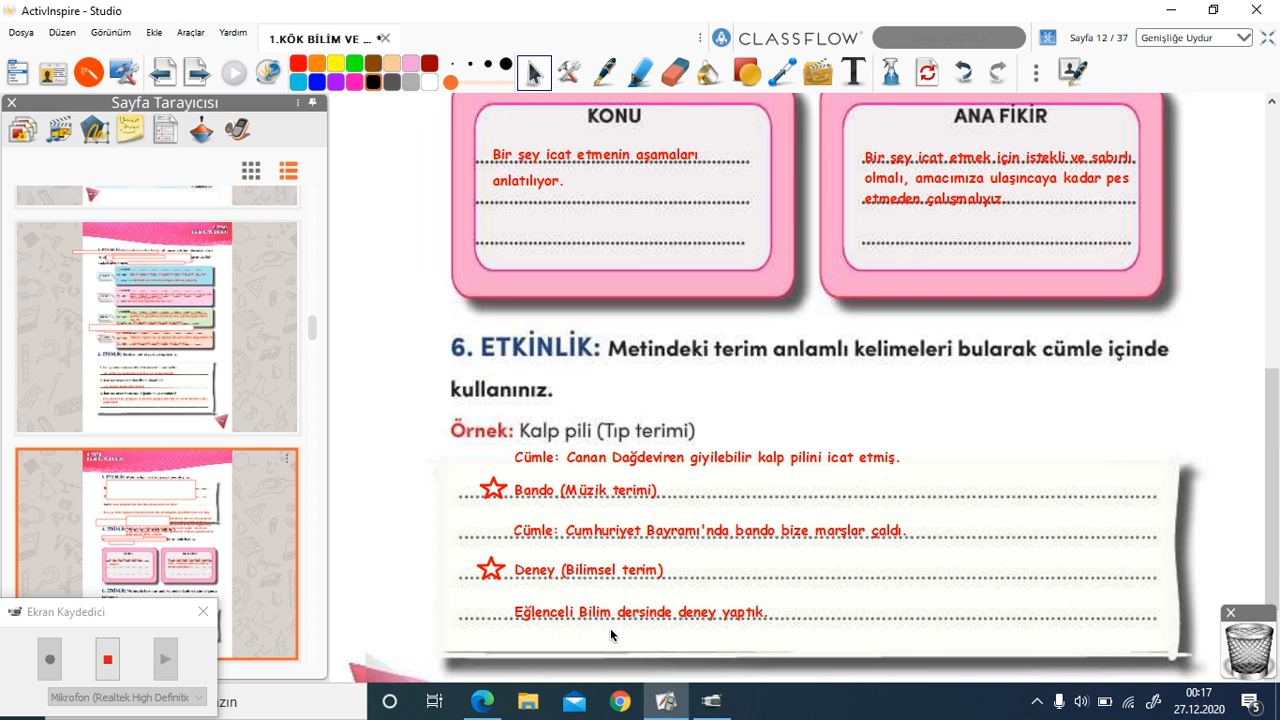 ActivInspire - Studio
Dosya Düzen Görünüm Ekle Araçlar Yardım
1.KÖK BİLİM VE ...
CLASSFLOW
Sayfa 12 / 37
Genişliğe Uydur
Sayfa Tarayıcısı
KONU
Bir şey icat etmenin aşamaları
anlatılıyor.
ANA FİKİR
Bir şey icat etmek için istekli ve sabırlı
olmalı, amacımıza ulaşıncaya kadar pes
etmeden çalışmalıyız.
6. ETKİNLİK: Metindeki terim anlamlı kelimeleri bularak cümle içinde
kullanınız.
Örnek: Kalp pili (Tıp terimi)
Cümle: Canan Dağdeviren giyilebilir kalp pilini icat etmiş.
Bando (Müzik terimi)
Cümle: Cumhuriyet Bayramı'nda bando bize marşlar çaldı.
Deney (Bilimsel terim)
Eğlenceli Bilim dersinde deney yaptık.
Ekran Kaydedici
Mikrofon (Realtek High Definitic
zın
00:17
27.12.2020
5